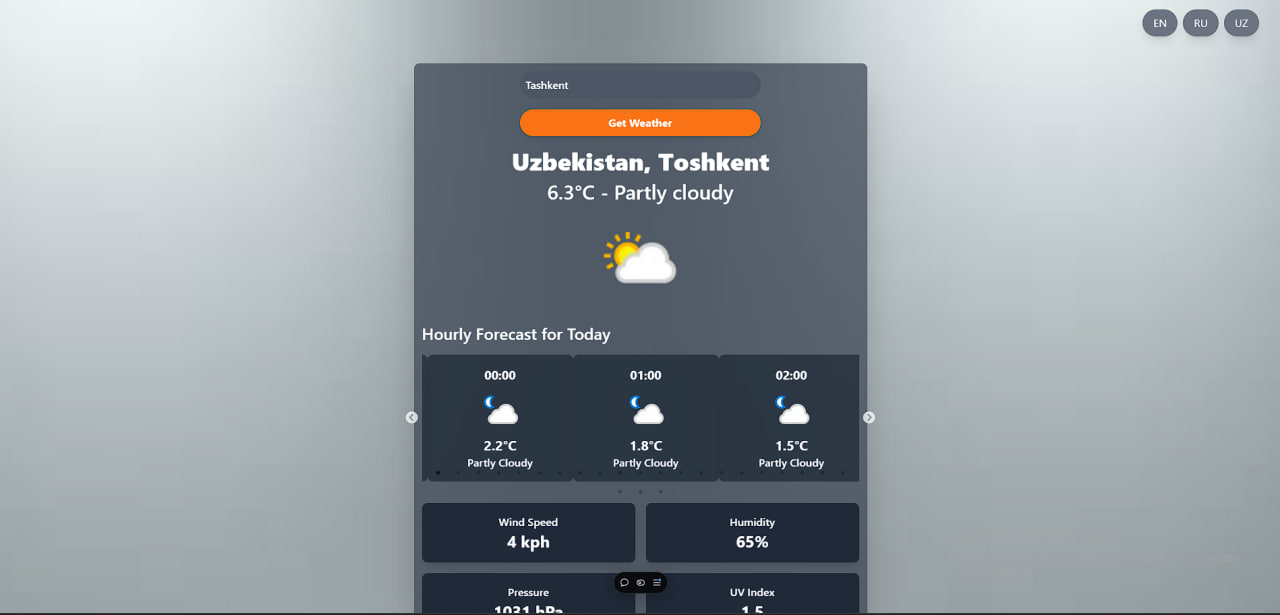 EN RU UZ
Tashkent
Get Weather
Uzbekistan, Toshkent
6.3°C - Partly cloudy
Hourly Forecast for Today
00:00 01:00 02:00
2.2°C 1.8°C 1.5°C
Partly Cloudy Partly Cloudy Partly Cloudy
Wind Speed Humidity
4 kph 65%
Pressure UV Index
1031 hPa 1.5